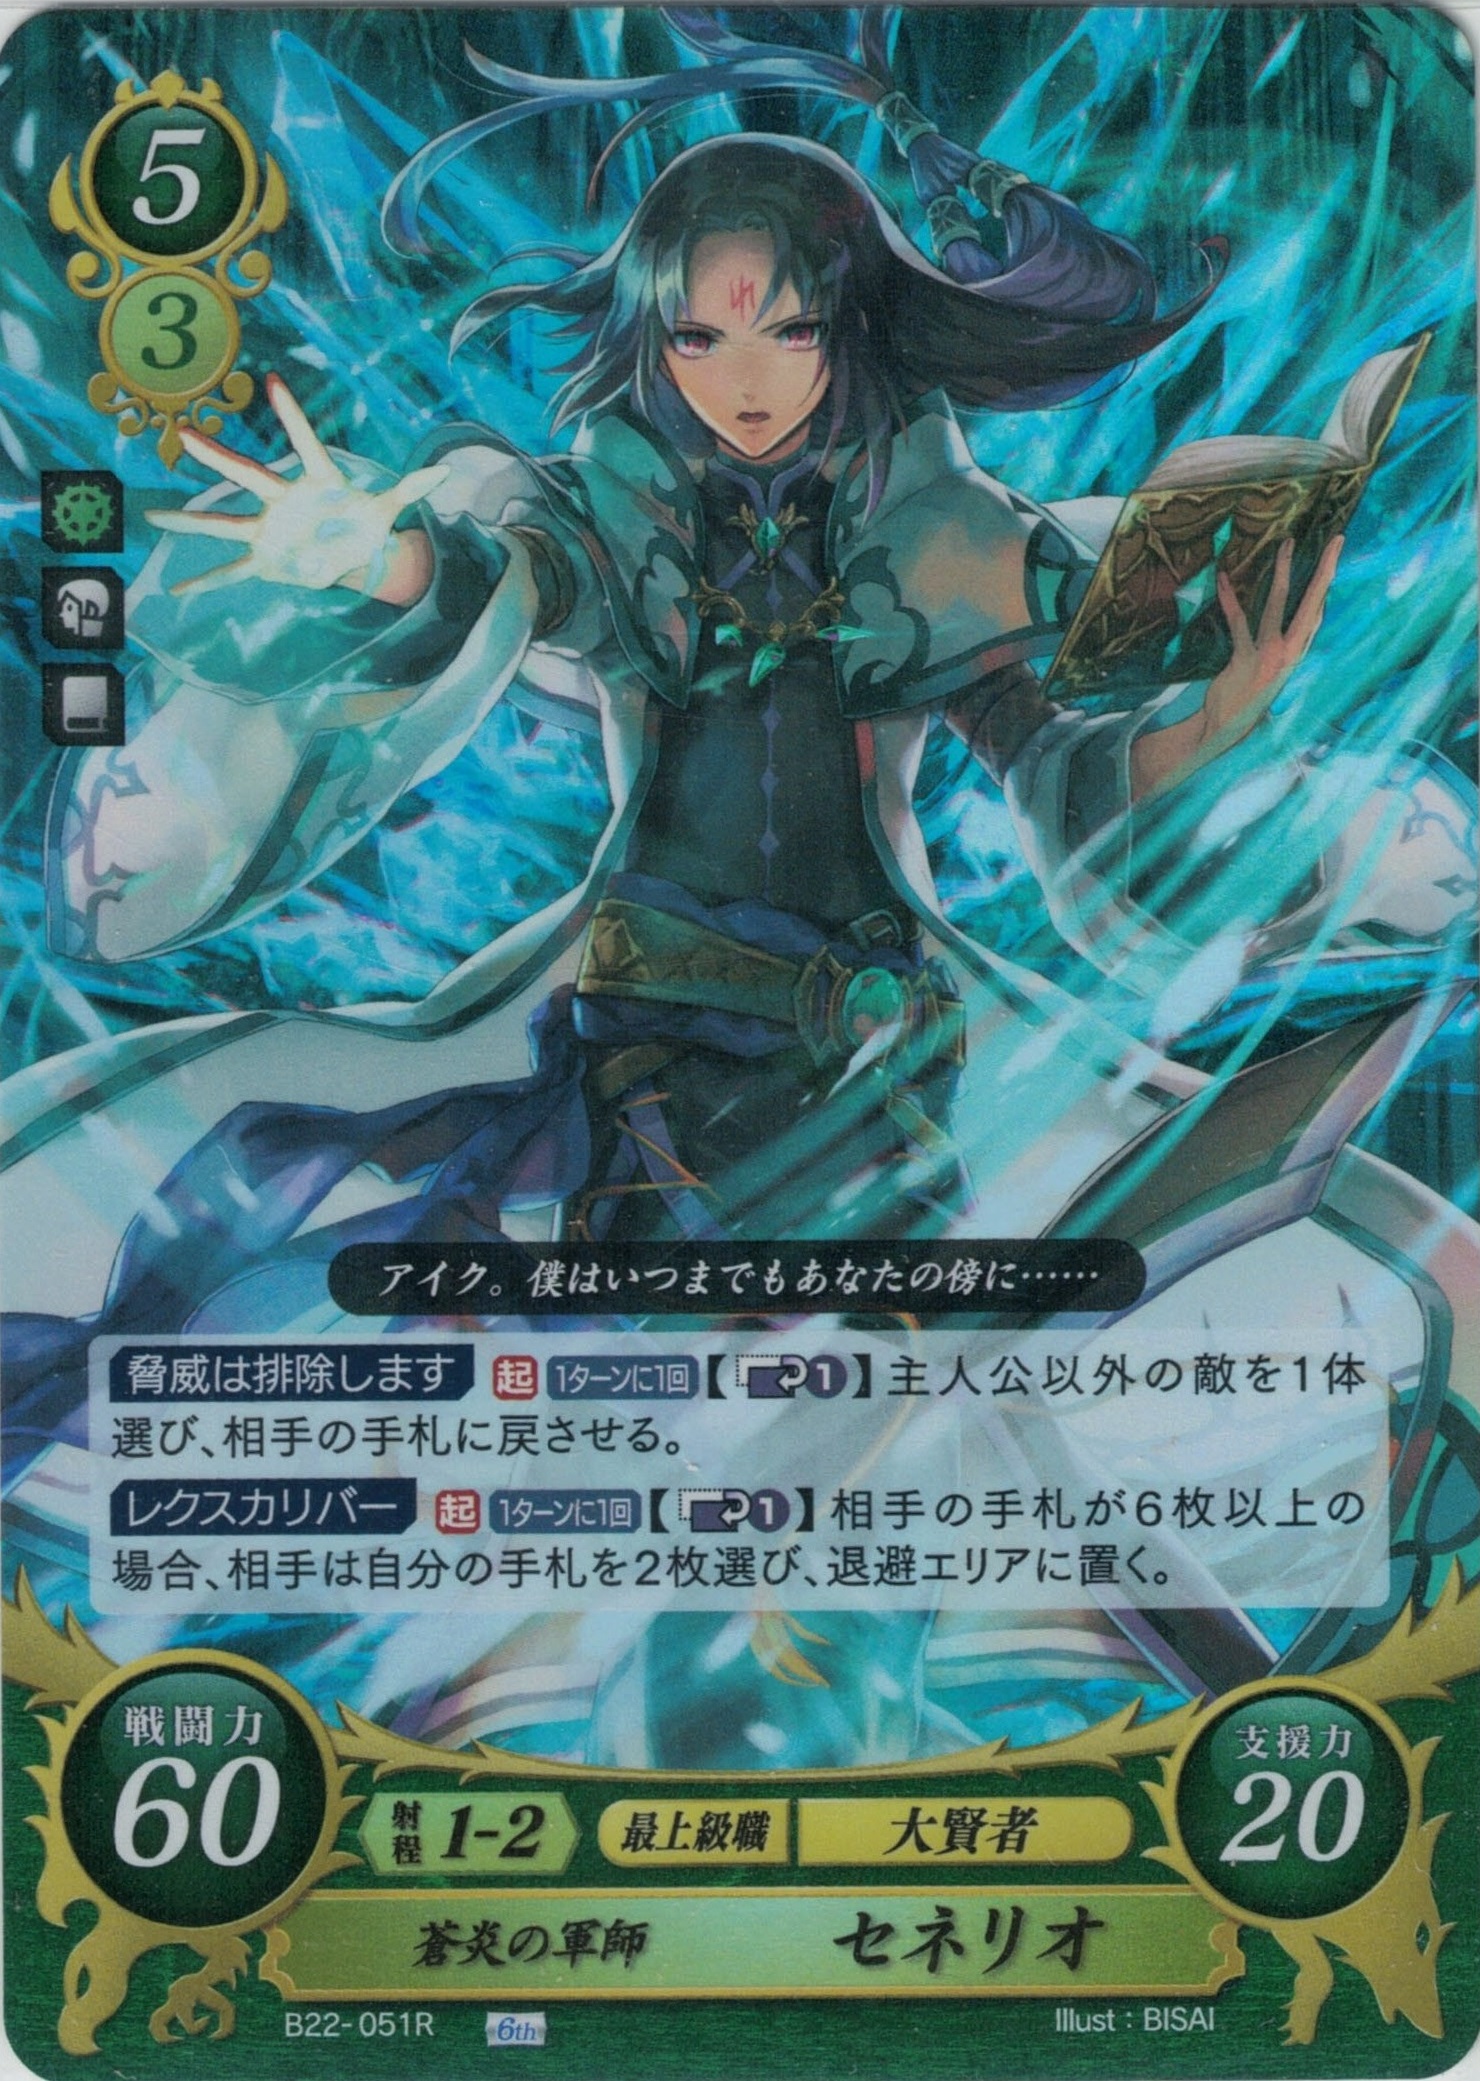 5
3
アイク。僕はいつまでもあなたの傍に……
脅威は排除します 起 1ターンに1回【1】主人公以外の敵を1体
選び、相手の手札に戻させる。
レクスカリバー 起 1ターンに1回【1】相手の手札が6枚以上の
場合、相手は自分の手札を2枚選び、退避エリアに置く。
戦闘力
60
射程 1-2 最上級職 大賢者
支援力
20
蒼炎の軍師 セネリオ
B22-051R 6th Illust：BISAI